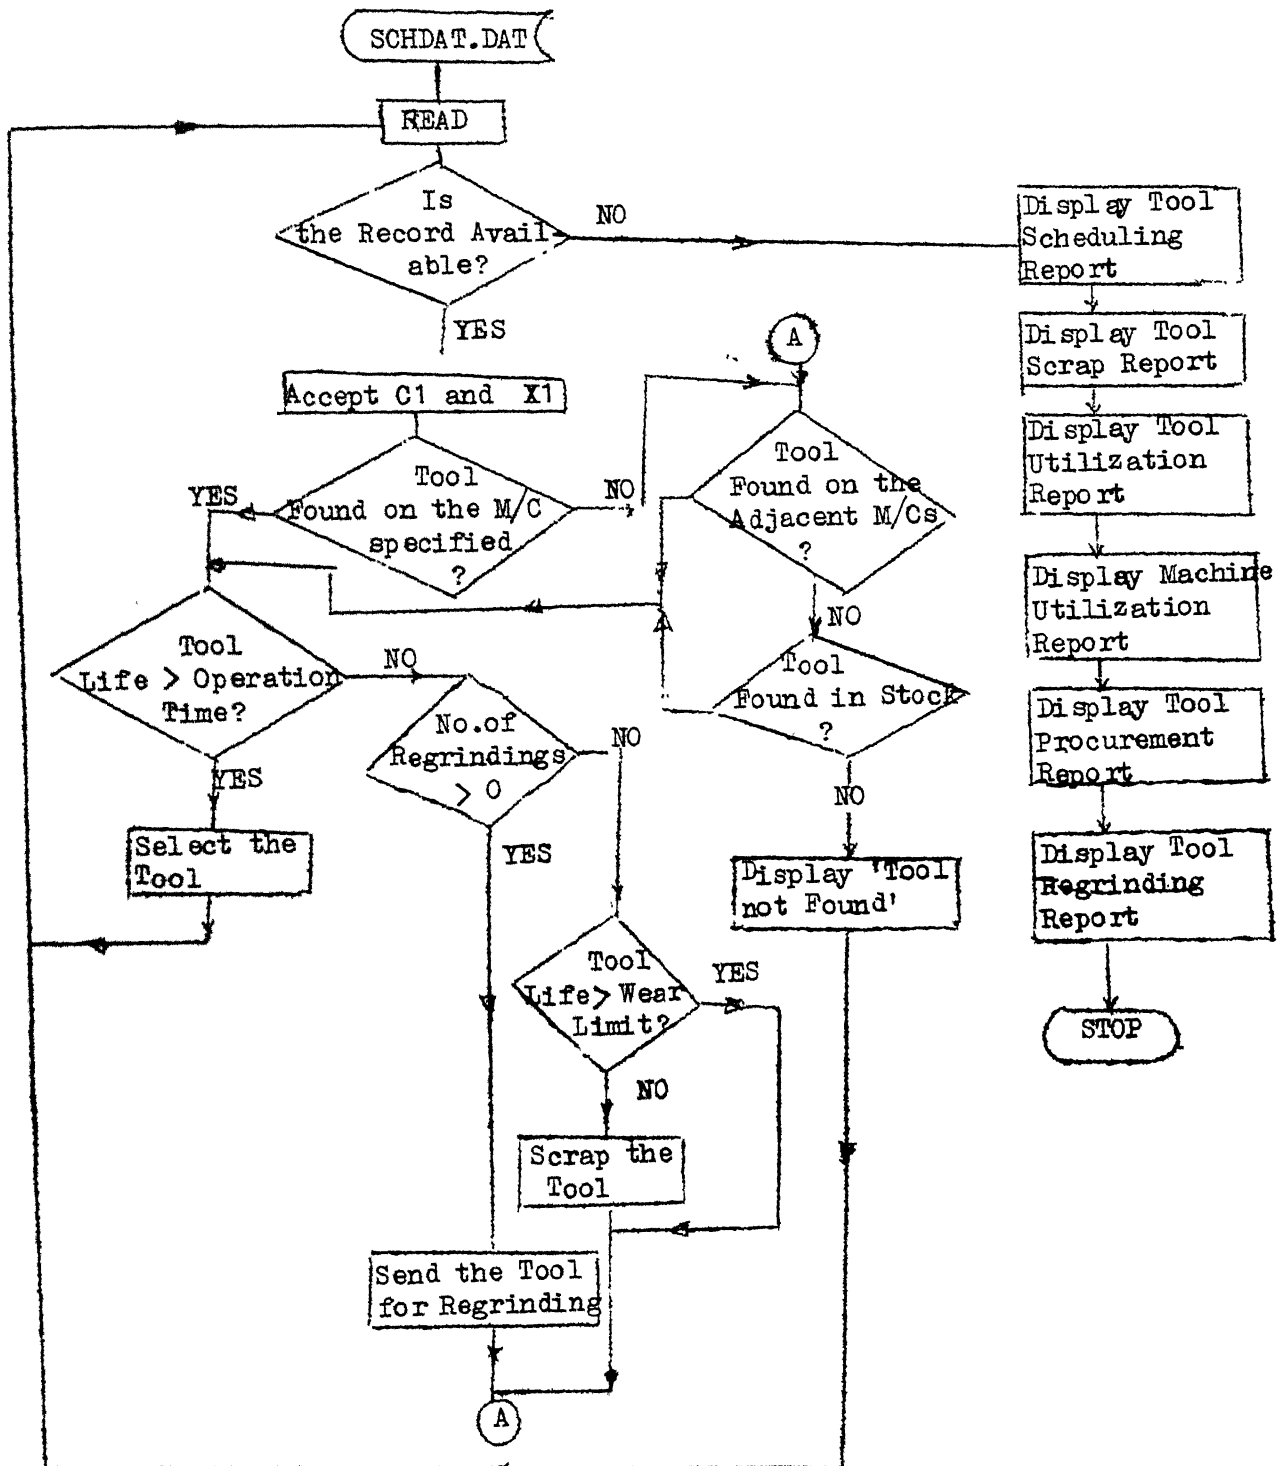 SCHDAT.DAT
READ
Is
the Record Avail
able?
NO
YES
Accept C1 and X1
Tool
Found on the M/C
specified
?
YES
NO
A
Tool
Found on the
Adjacent M/Cs
?
NO
Tool
Found in Stock
?
NO
Display 'Tool
not Found'
Tool
Life > Operation
Time?
NO
YES
Select the
Tool
No.of
Regrindings
> 0
NO
YES
Tool
Life > Wear
Limit?
YES
NO
Scrap the
Tool
Send the Tool
for Regrinding
A
Display Tool
Scheduling
Report
Display Tool
Scrap Report
Display Tool
Utilization
Report
Display Machine
Utilization
Report
Display Tool
Procurement
Report
Display Tool
Regrinding
Report
STOP